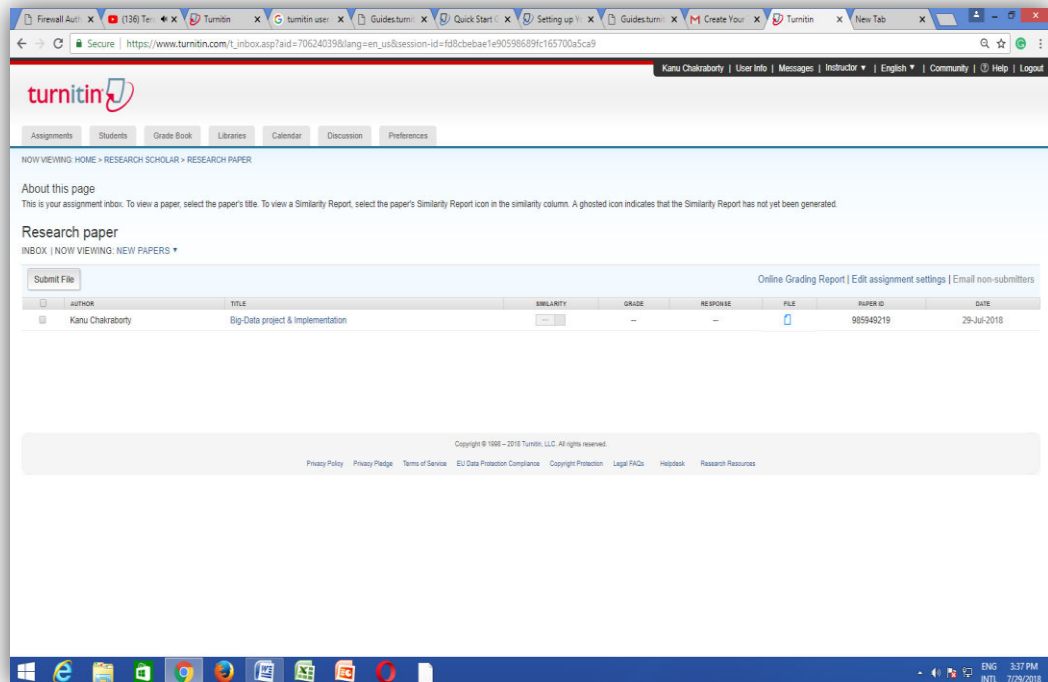 Firewall Auth
(136) Ter
Turnitin
turnitin user
Guides.turnit
Quick Start G
Setting up Y
Guides.turnit
Create Your
Turnitin
New Tab
Secure | https://www.turnitin.com/t_inbox.asp?aid=70624039&lang=en_us&session-id=fd8cbebae1e90598689fc165700a5ca9
Kanu Chakraborty | User Info | Messages | Instructor ▼ | English ▼ | Community | ? Help | Logout
turnitin
Assignments Students Grade Book Libraries Calendar Discussion Preferences
NOW VIEWING: HOME > RESEARCH SCHOLAR > RESEARCH PAPER
About this page
This is your assignment inbox. To view a paper, select the paper's title. To view a Similarity Report, select the paper's Similarity Report icon in the similarity column. A ghosted icon indicates that the Similarity Report has not yet been generated.
Research paper
INBOX | NOW VIEWING: NEW PAPERS ▼
Submit File
Online Grading Report | Edit assignment settings | Email non-submitters
AUTHOR TITLE SIMILARITY GRADE RESPONSE FILE PAPER ID DATE
Kanu Chakraborty Big-Data project & Implementation -- -- -- 985949219 29-Jul-2018
Copyright © 1998 – 2018 Turnitin, LLC. All rights reserved.
Privacy Policy Privacy Pledge Terms of Service EU Data Protection Compliance Copyright Protection Legal FAQs Helpdesk Research Resources
ENG 3:37 PM
INTL 7/29/2018